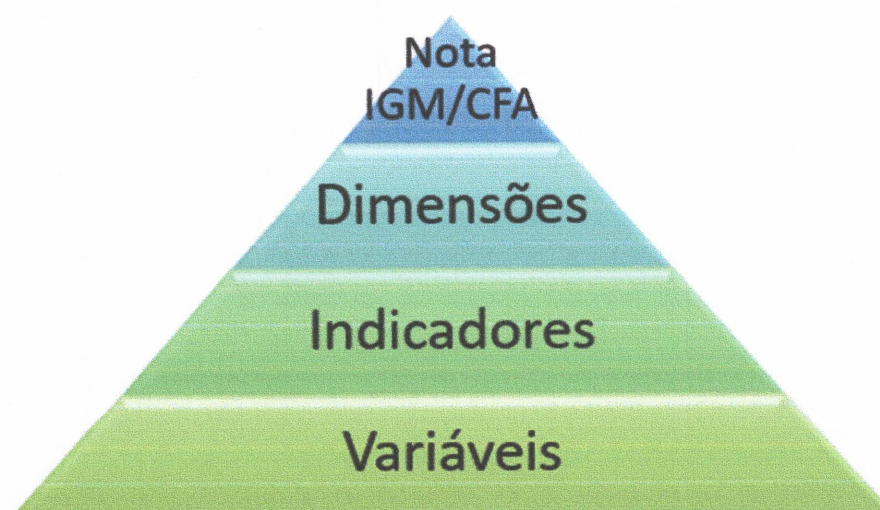 Nota
IGM/CFA
Dimensões
Indicadores
Variáveis